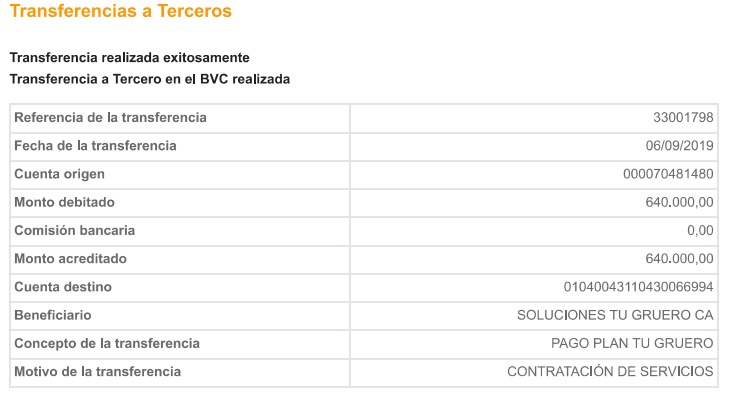 Transferencias a Terceros
Transferencia realizada exitosamente
Transferencia a Tercero en el BVC realizada
Referencia de la transferencia 33001798
Fecha de la transferencia 06/09/2019
Cuenta origen 000070481480
Monto debitado 640.000,00
Comisión bancaria 0,00
Monto acreditado 640.000,00
Cuenta destino 01040043110430066994
Beneficiario SOLUCIONES TU GRUERO CA
Concepto de la transferencia PAGO PLAN TU GRUERO
Motivo de la transferencia CONTRATACIÓN DE SERVICIOS